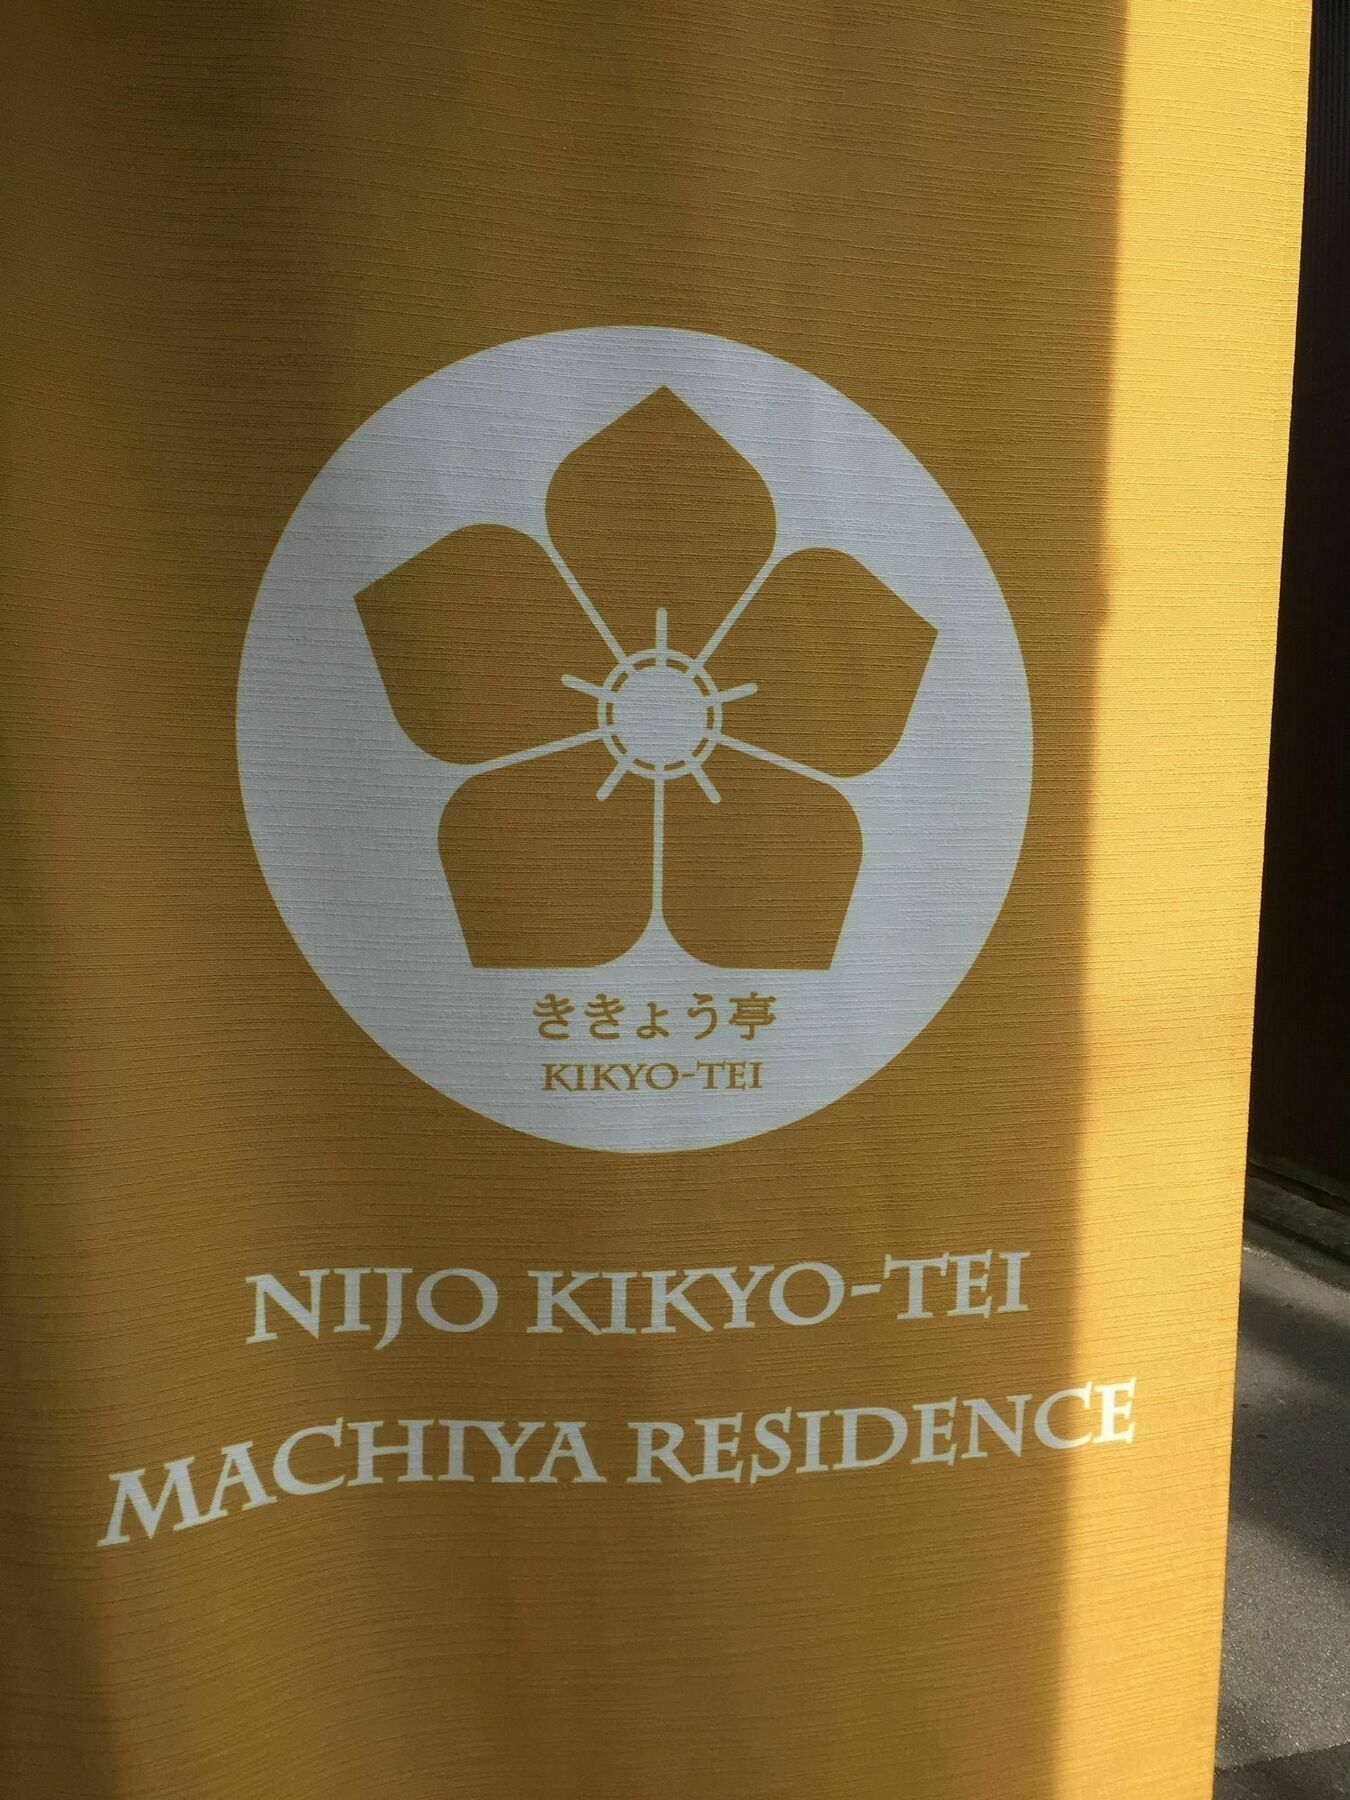 ききょう亭
KIKYO-TEI
NIJO KIKYO-TEI
MACHIYA RESIDENCE